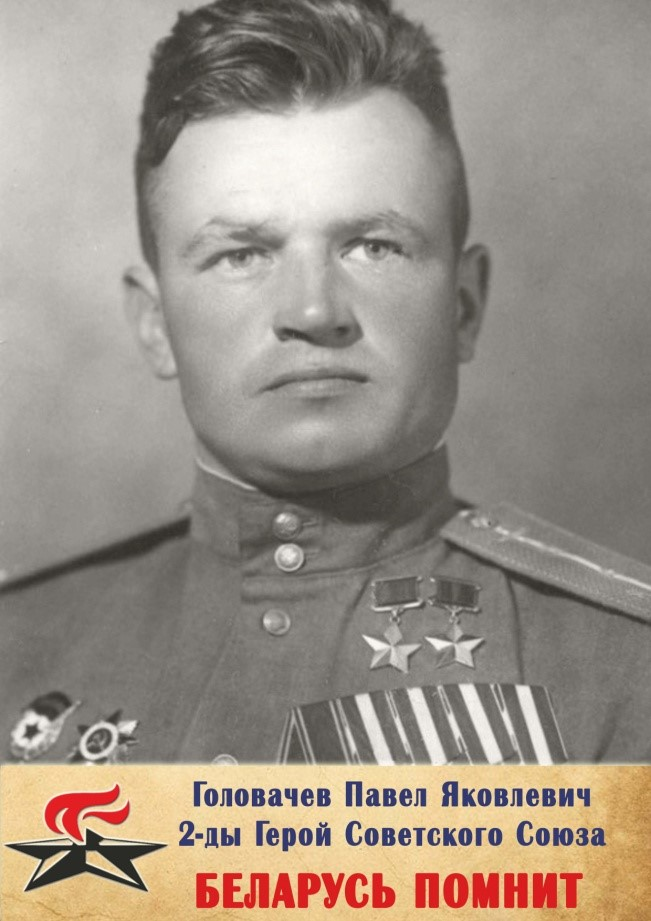 Головачев Павел Яковлевич
2-ды Герой Советского Союза
БЕЛАРУСЬ ПОМНИТ